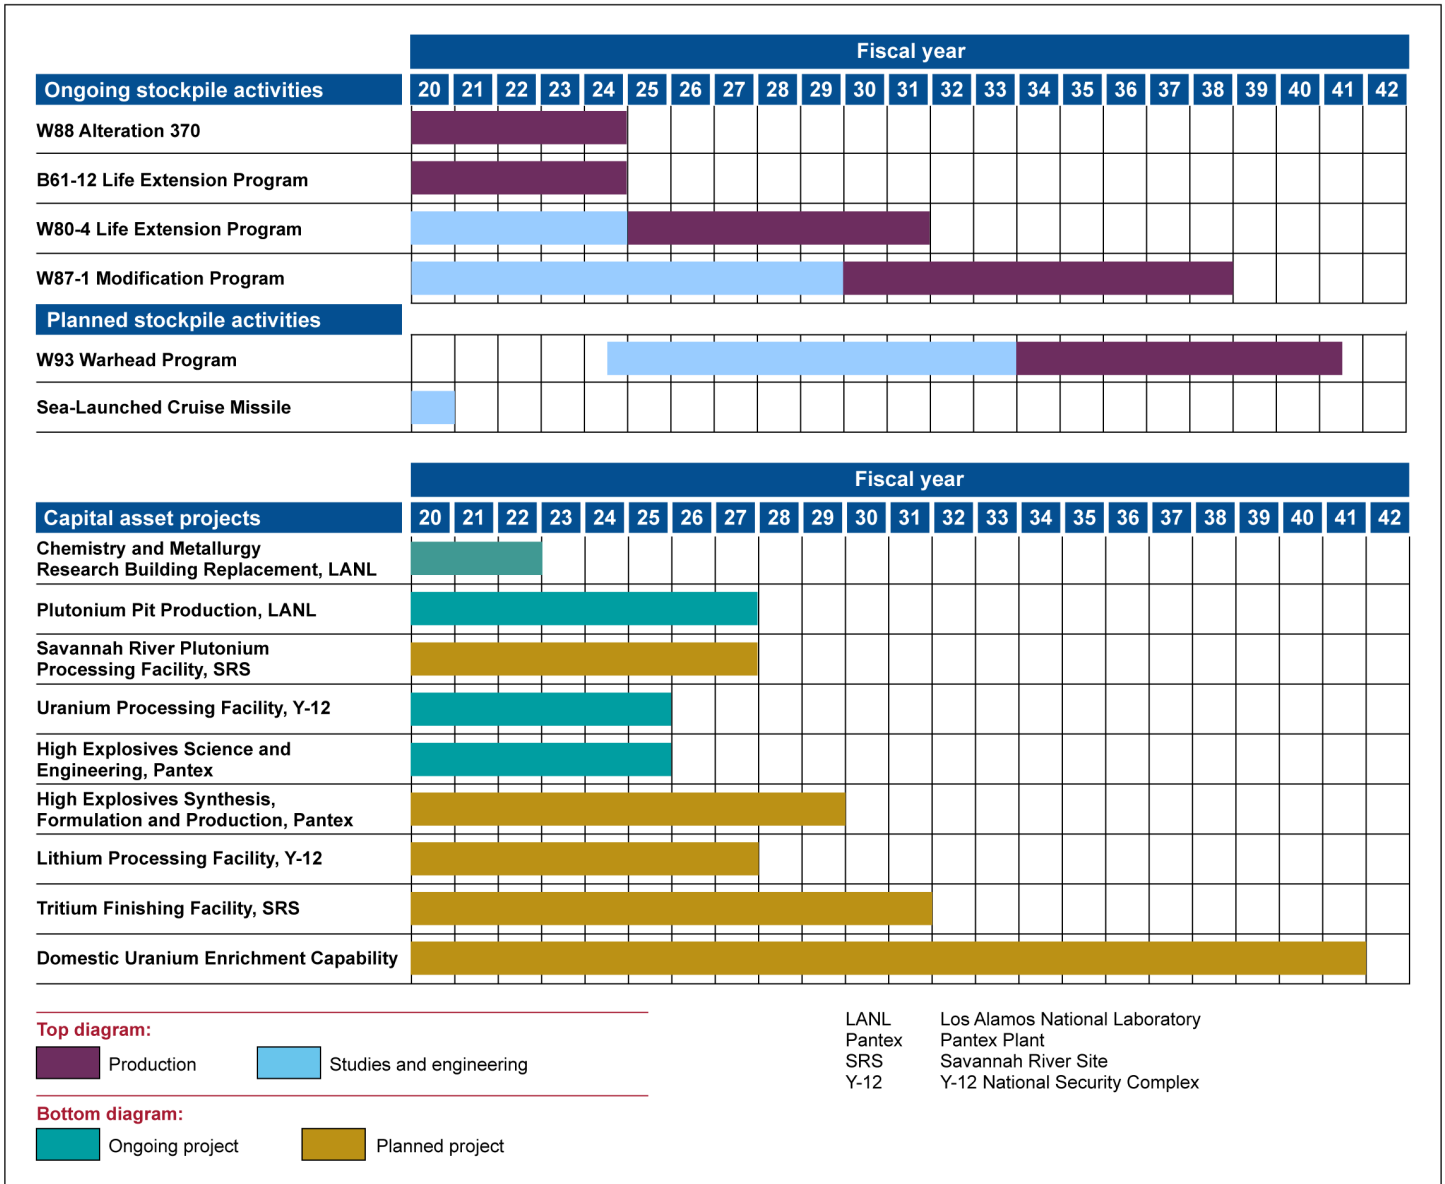 Fiscal year
Ongoing stockpile activities 20 21 22 23 24 25 26 27 28 29 30 31 32 33 34 35 36 37 38 39 40 41 42
W88 Alteration 370
B61-12 Life Extension Program
W80-4 Life Extension Program
W87-1 Modification Program
Planned stockpile activities
W93 Warhead Program
Sea-Launched Cruise Missile
Fiscal year
Capital asset projects 20 21 22 23 24 25 26 27 28 29 30 31 32 33 34 35 36 37 38 39 40 41 42
Chemistry and Metallurgy
Research Building Replacement, LANL
Plutonium Pit Production, LANL
Savannah River Plutonium
Processing Facility, SRS
Uranium Processing Facility, Y-12
High Explosives Science and
Engineering, Pantex
High Explosives Synthesis,
Formulation and Production, Pantex
Lithium Processing Facility, Y-12
Tritium Finishing Facility, SRS
Domestic Uranium Enrichment Capability
Top diagram:
Production Studies and engineering
Bottom diagram:
Ongoing project Planned project
LANL Los Alamos National Laboratory
Pantex Pantex Plant
SRS Savannah River Site
Y-12 Y-12 National Security Complex